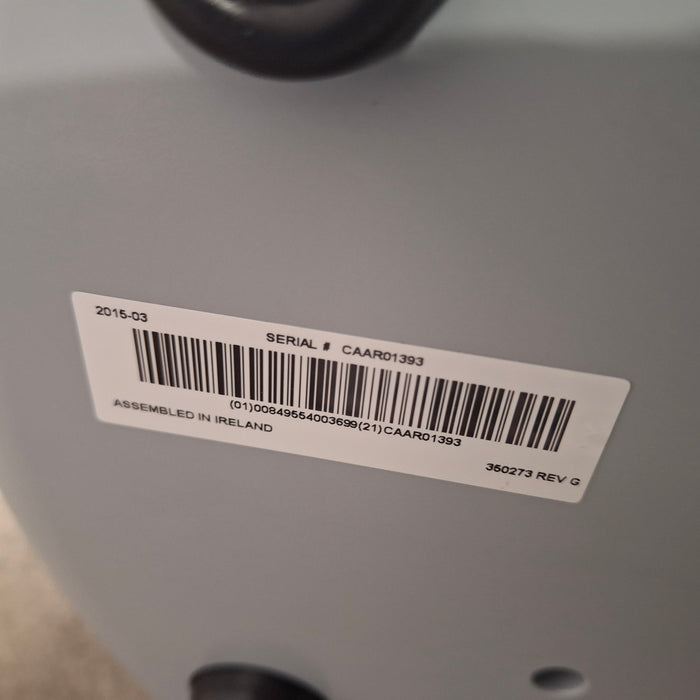 2015-03
SERIAL # CAAR01393
(01)00849554003699(21)CAAR01393
ASSEMBLED IN IRELAND
350273 REV G